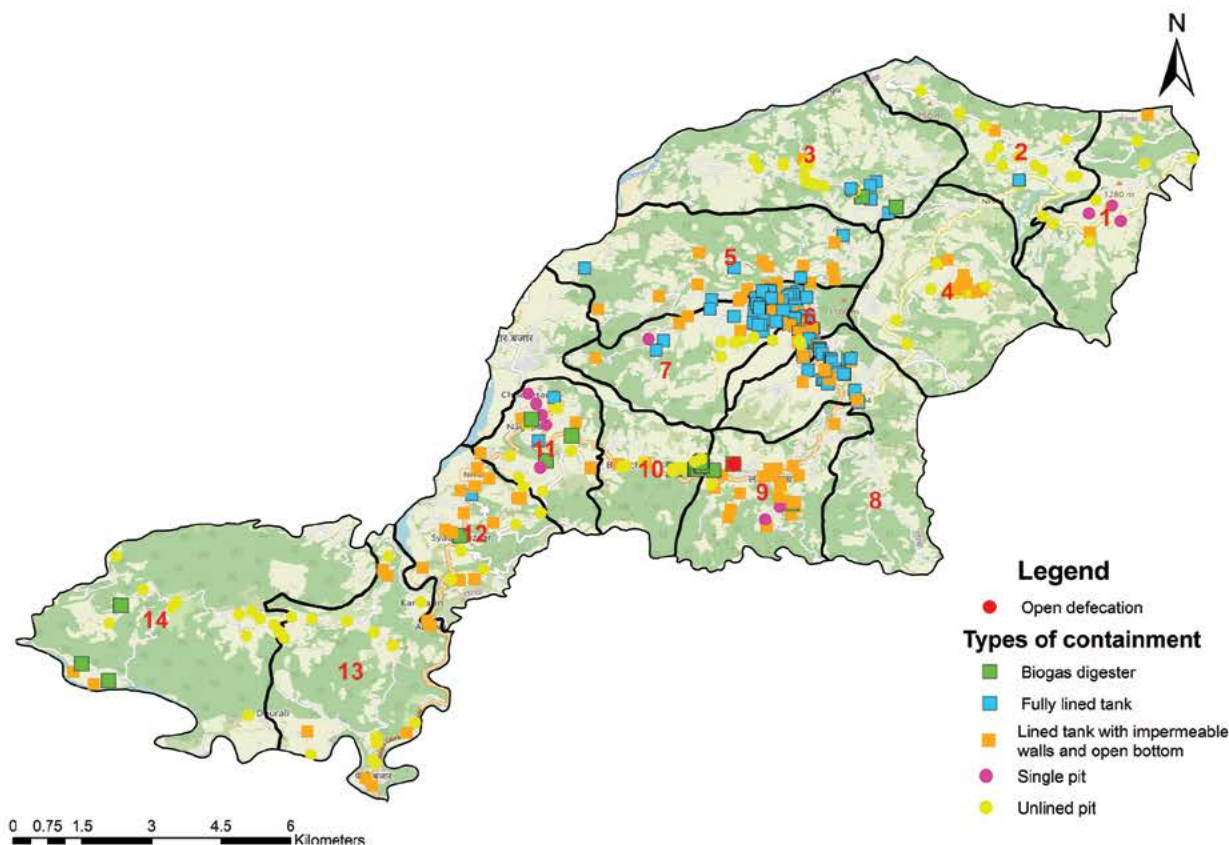 N
3
2
1280 m
1
5
4
6
7
11
10
9
8
12
14
13
Legend
Open defecation
Types of containment
Biogas digester
Fully lined tank
Lined tank with impermeable
walls and open bottom
Single pit
Unlined pit
0 0.75 1.5 3 4.5 6
Kilometers